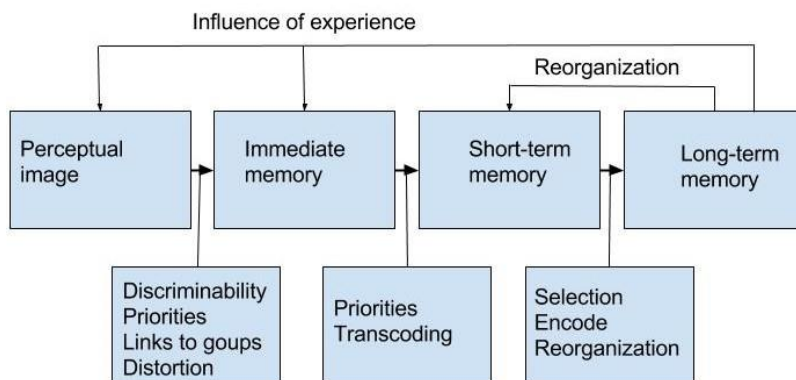 Influence of experience
Reorganization
Perceptual
image
Immediate
memory
Short-term
memory
Long-term
memory
Discriminability
Priorities
Links to goups
Distortion
Priorities
Transcoding
Selection
Encode
Reorganization